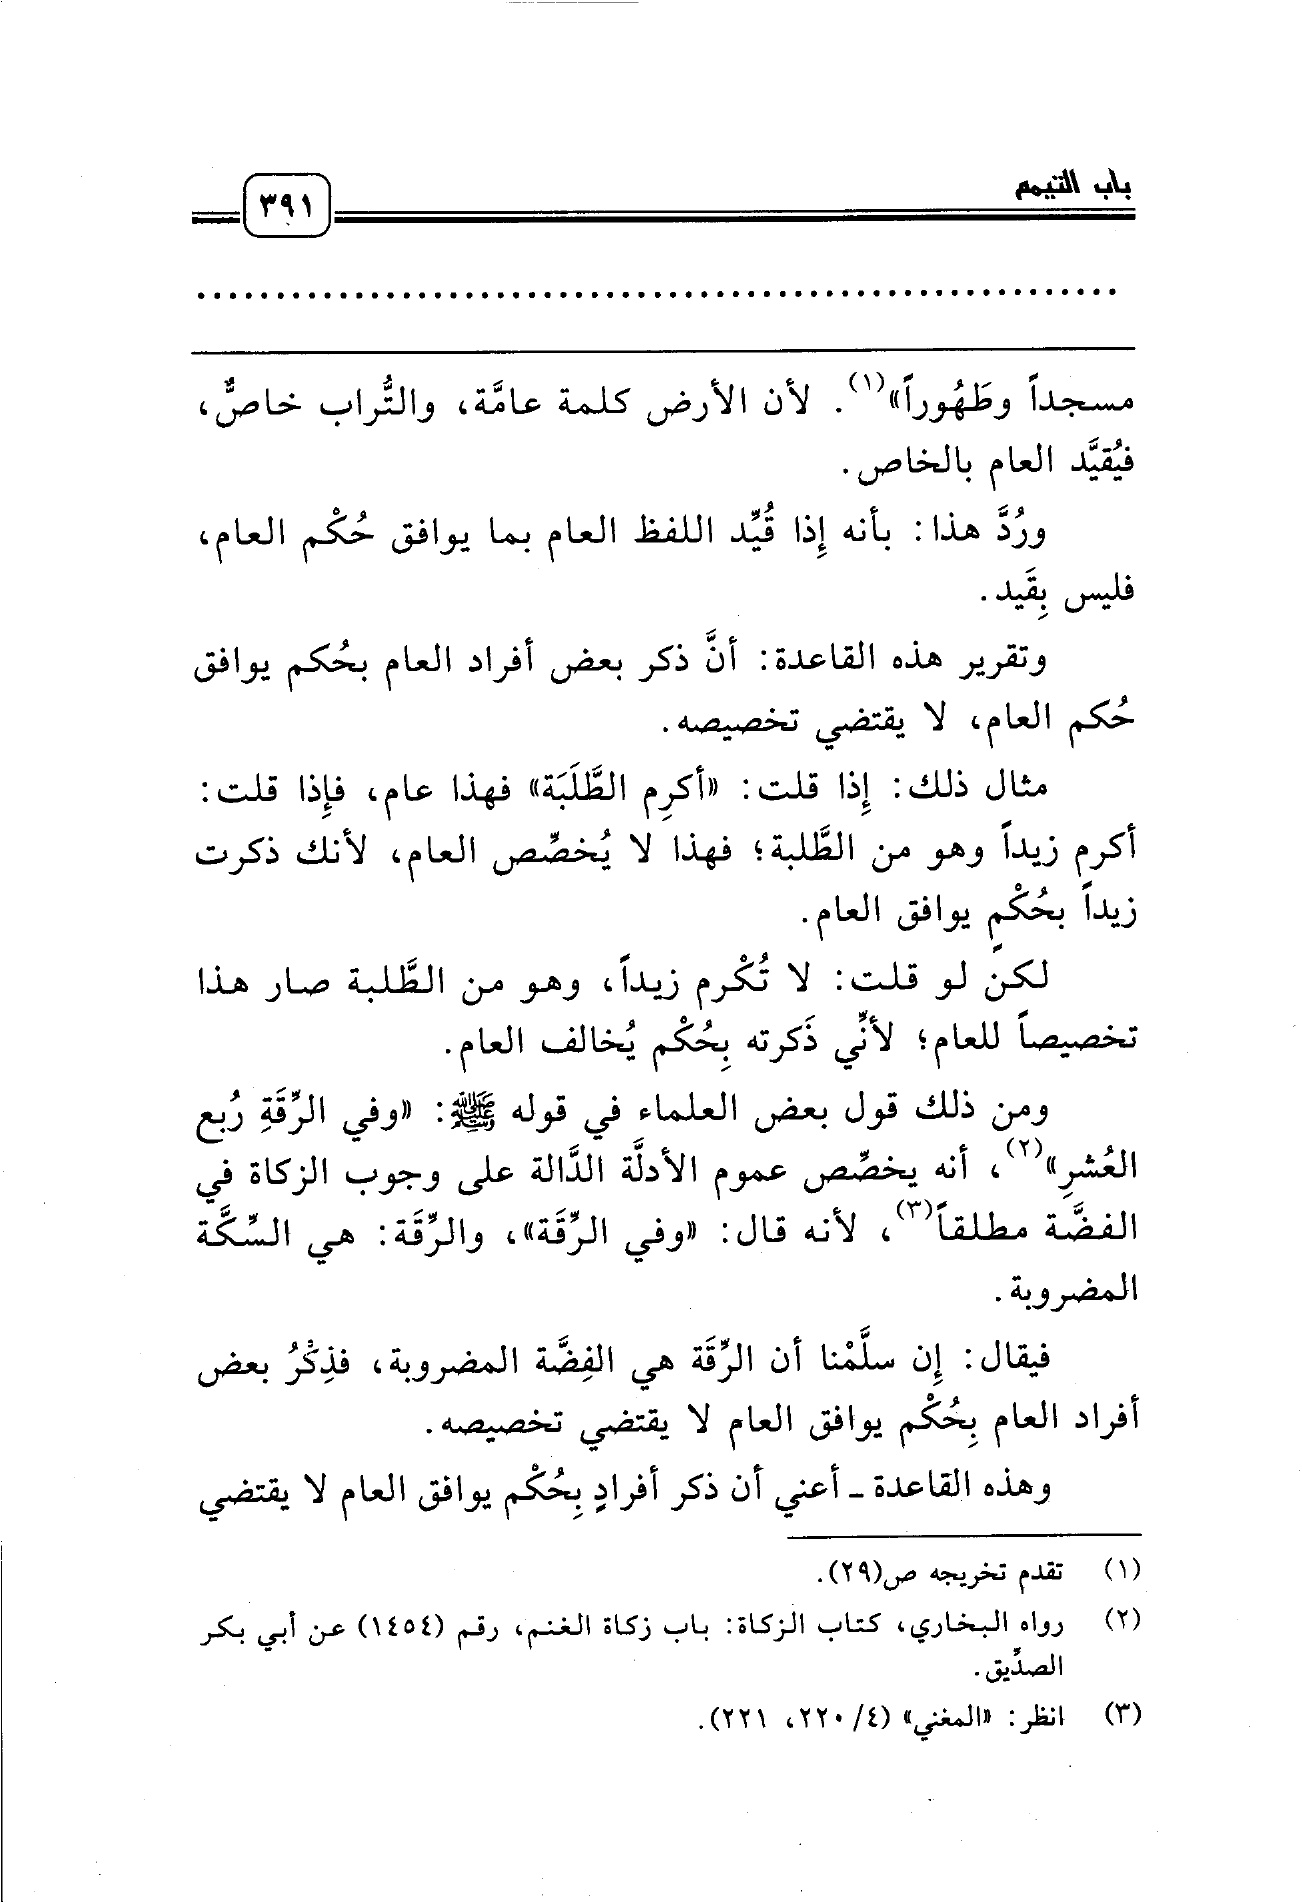 باب التيمم
٣٩١
مسجداً وطَهُوراً»(١). لأن الأرض كلمة عامَّة، والتُّراب خاصٌّ،
فيُقيَّد العام بالخاص.
ورُدَّ هذا: بأنه إِذا قُيِّد اللفظ العام بما يوافق حُكْم العام،
فليس بِقَيد.
وتقرير هذه القاعدة: أنَّ ذكر بعض أفراد العام بحُكم يوافق
حُكم العام، لا يقتضي تخصيصه.
مثال ذلك: إِذا قلت: «أكرِم الطَّلَبَة» فهذا عام، فإِذا قلت:
أكرم زيداً وهو من الطَّلبة؛ فهذا لا يُخصِّص العام، لأنك ذكرت
زيداً بحُكْمٍ يوافق العام.
لكن لو قلت: لا تُكْرم زيداً، وهو من الطَّلبة صار هذا
تخصيصاً للعام؛ لأنِّي ذَكرته بِحُكْم يُخالف العام.
ومن ذلك قول بعض العلماء في قوله ﷺ: «وفي الرِّقَةِ رُبع
العُشرِ»(٢)، أنه يخصِّص عموم الأدلَّة الدَّالة على وجوب الزكاة في
الفضَّة مطلقاً(٣)، لأنه قال: «وفي الرِّقَة»، والرِّقَة: هي السِّكَّة
المضروبة.
فيقال: إِن سلَّمْنا أن الرِّقَة هي الفِضَّة المضروبة، فذِكْرُ بعض
أفراد العام بِحُكْم يوافق العام لا يقتضي تخصيصه.
وهذه القاعدة ـ أعني أن ذكر أفرادٍ بِحُكْم يوافق العام لا يقتضي
(١) تقدم تخريجه ص(٢٩).
(٢) رواه البخاري، كتاب الزكاة: باب زكاة الغنم، رقم (١٤٥٤) عن أبي بكر
الصدِّيق.
(٣) انظر: «المغني» (٤/ ٢٢٠، ٢٢١).